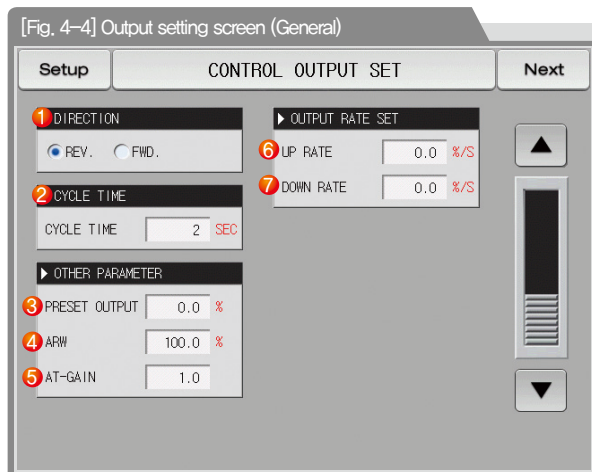 [Fig. 4-4] Output setting screen (General)
Setup
CONTROL OUTPUT SET
Next
1 DIRECTION
REV. FWD.
2 CYCLE TIME
CYCLE TIME 2 SEC
OTHER PARAMETER
3 PRESET OUTPUT 0.0 %
4 ARW 100.0 %
5 AT-GAIN 1.0
OUTPUT RATE SET
6 UP RATE 0.0 %/S
7 DOWN RATE 0.0 %/S